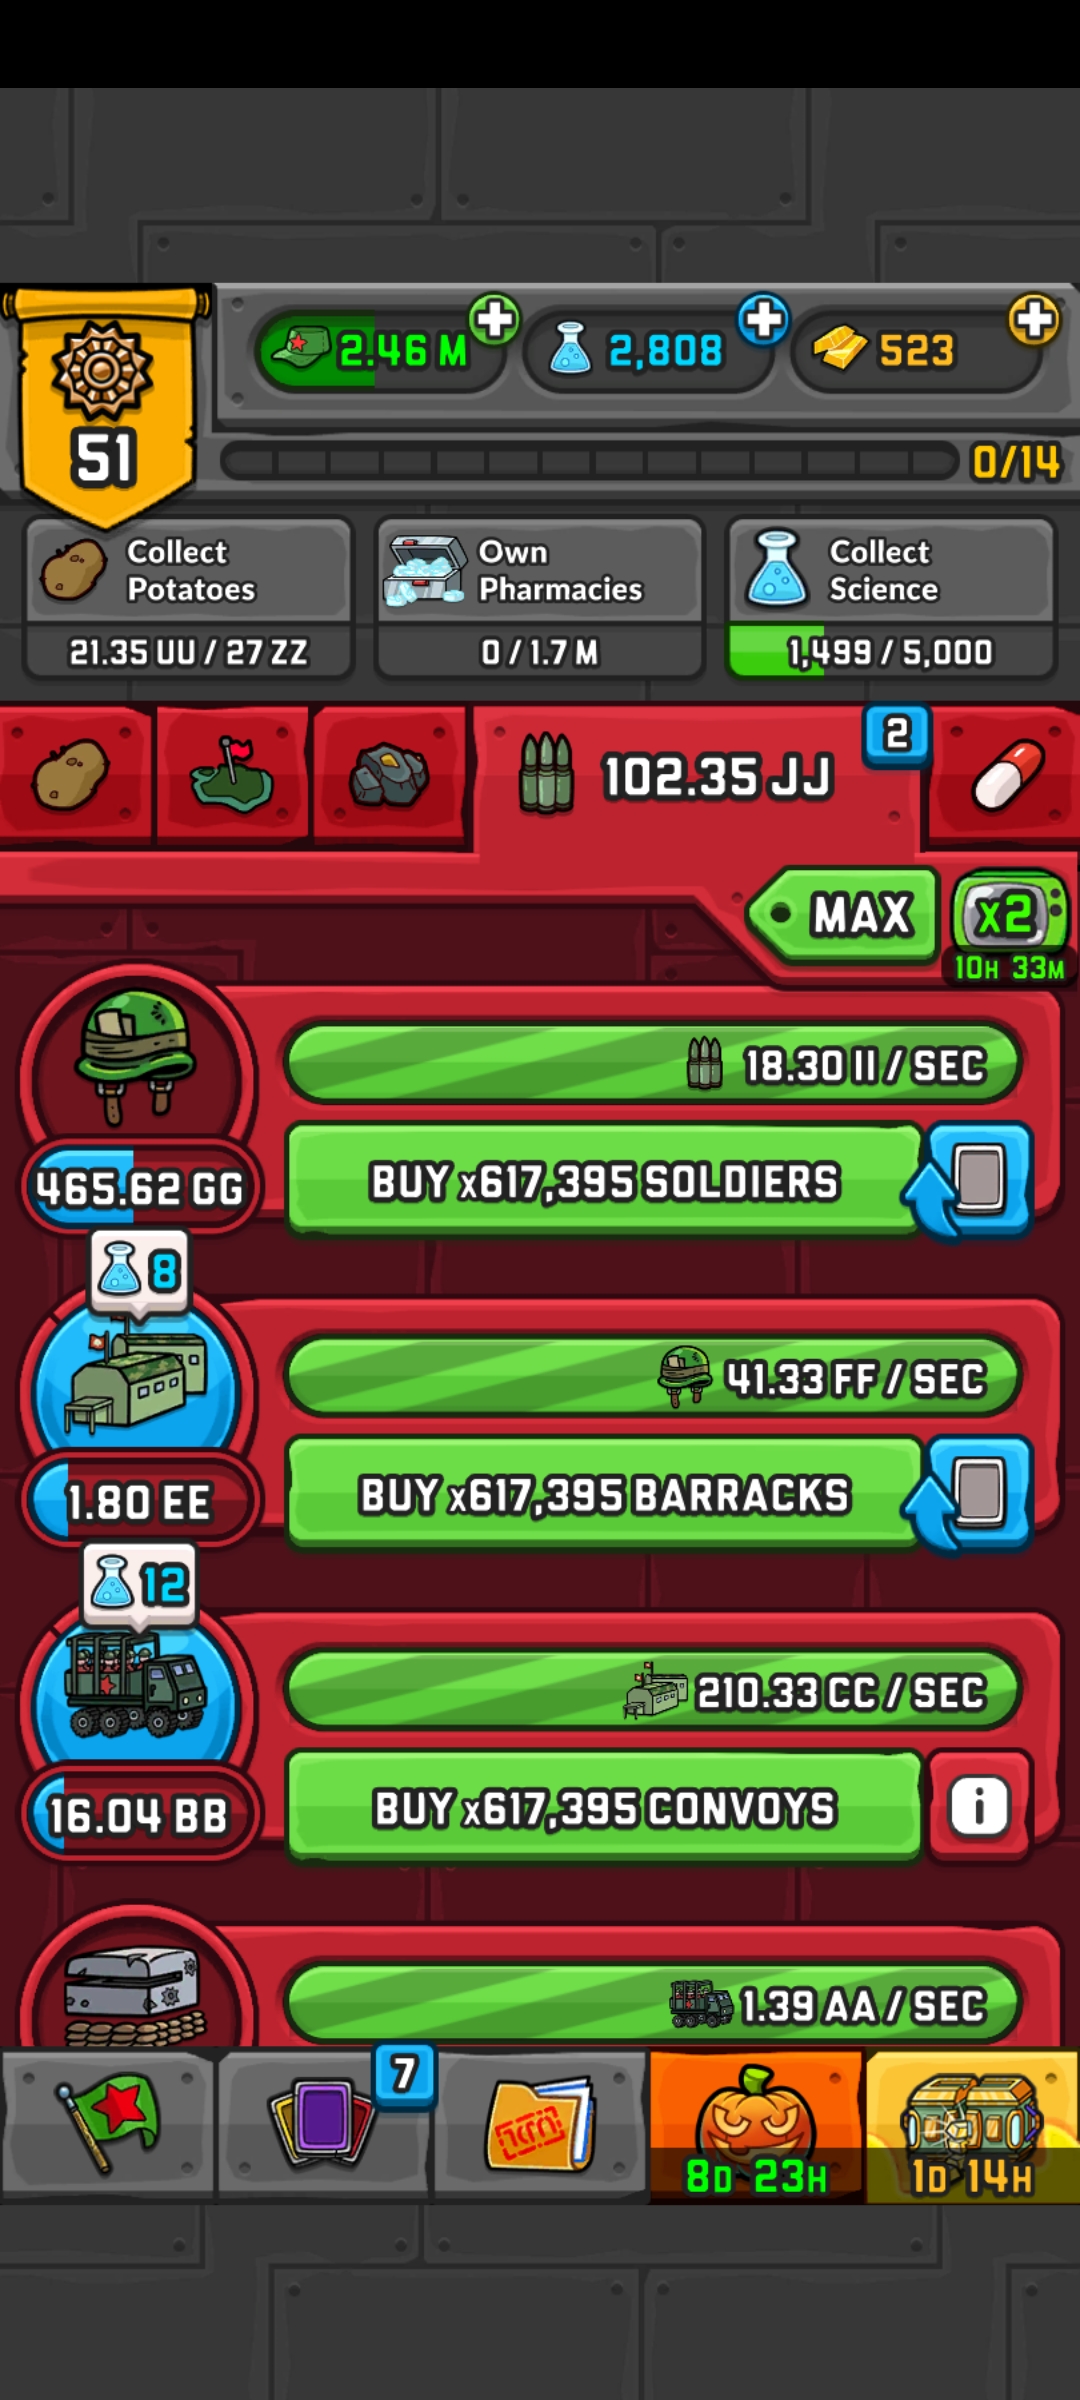 2.46 M
2,808
523
51
0/14
Collect
Potatoes
21.35 UU / 27 ZZ
Own
Pharmacies
0 / 1.7 M
Collect
Science
1,499 / 5,000
102.35 JJ
2
MAX
x2
10H 33M
18.30 II / SEC
465.62 GG
BUY x617,395 SOLDIERS
8
41.33 FF / SEC
1.80 EE
BUY x617,395 BARRACKS
12
210.33 CC / SEC
16.04 BB
BUY x617,395 CONVOYS
i
1.39 AA / SEC
7
8D 23H
1D 14H